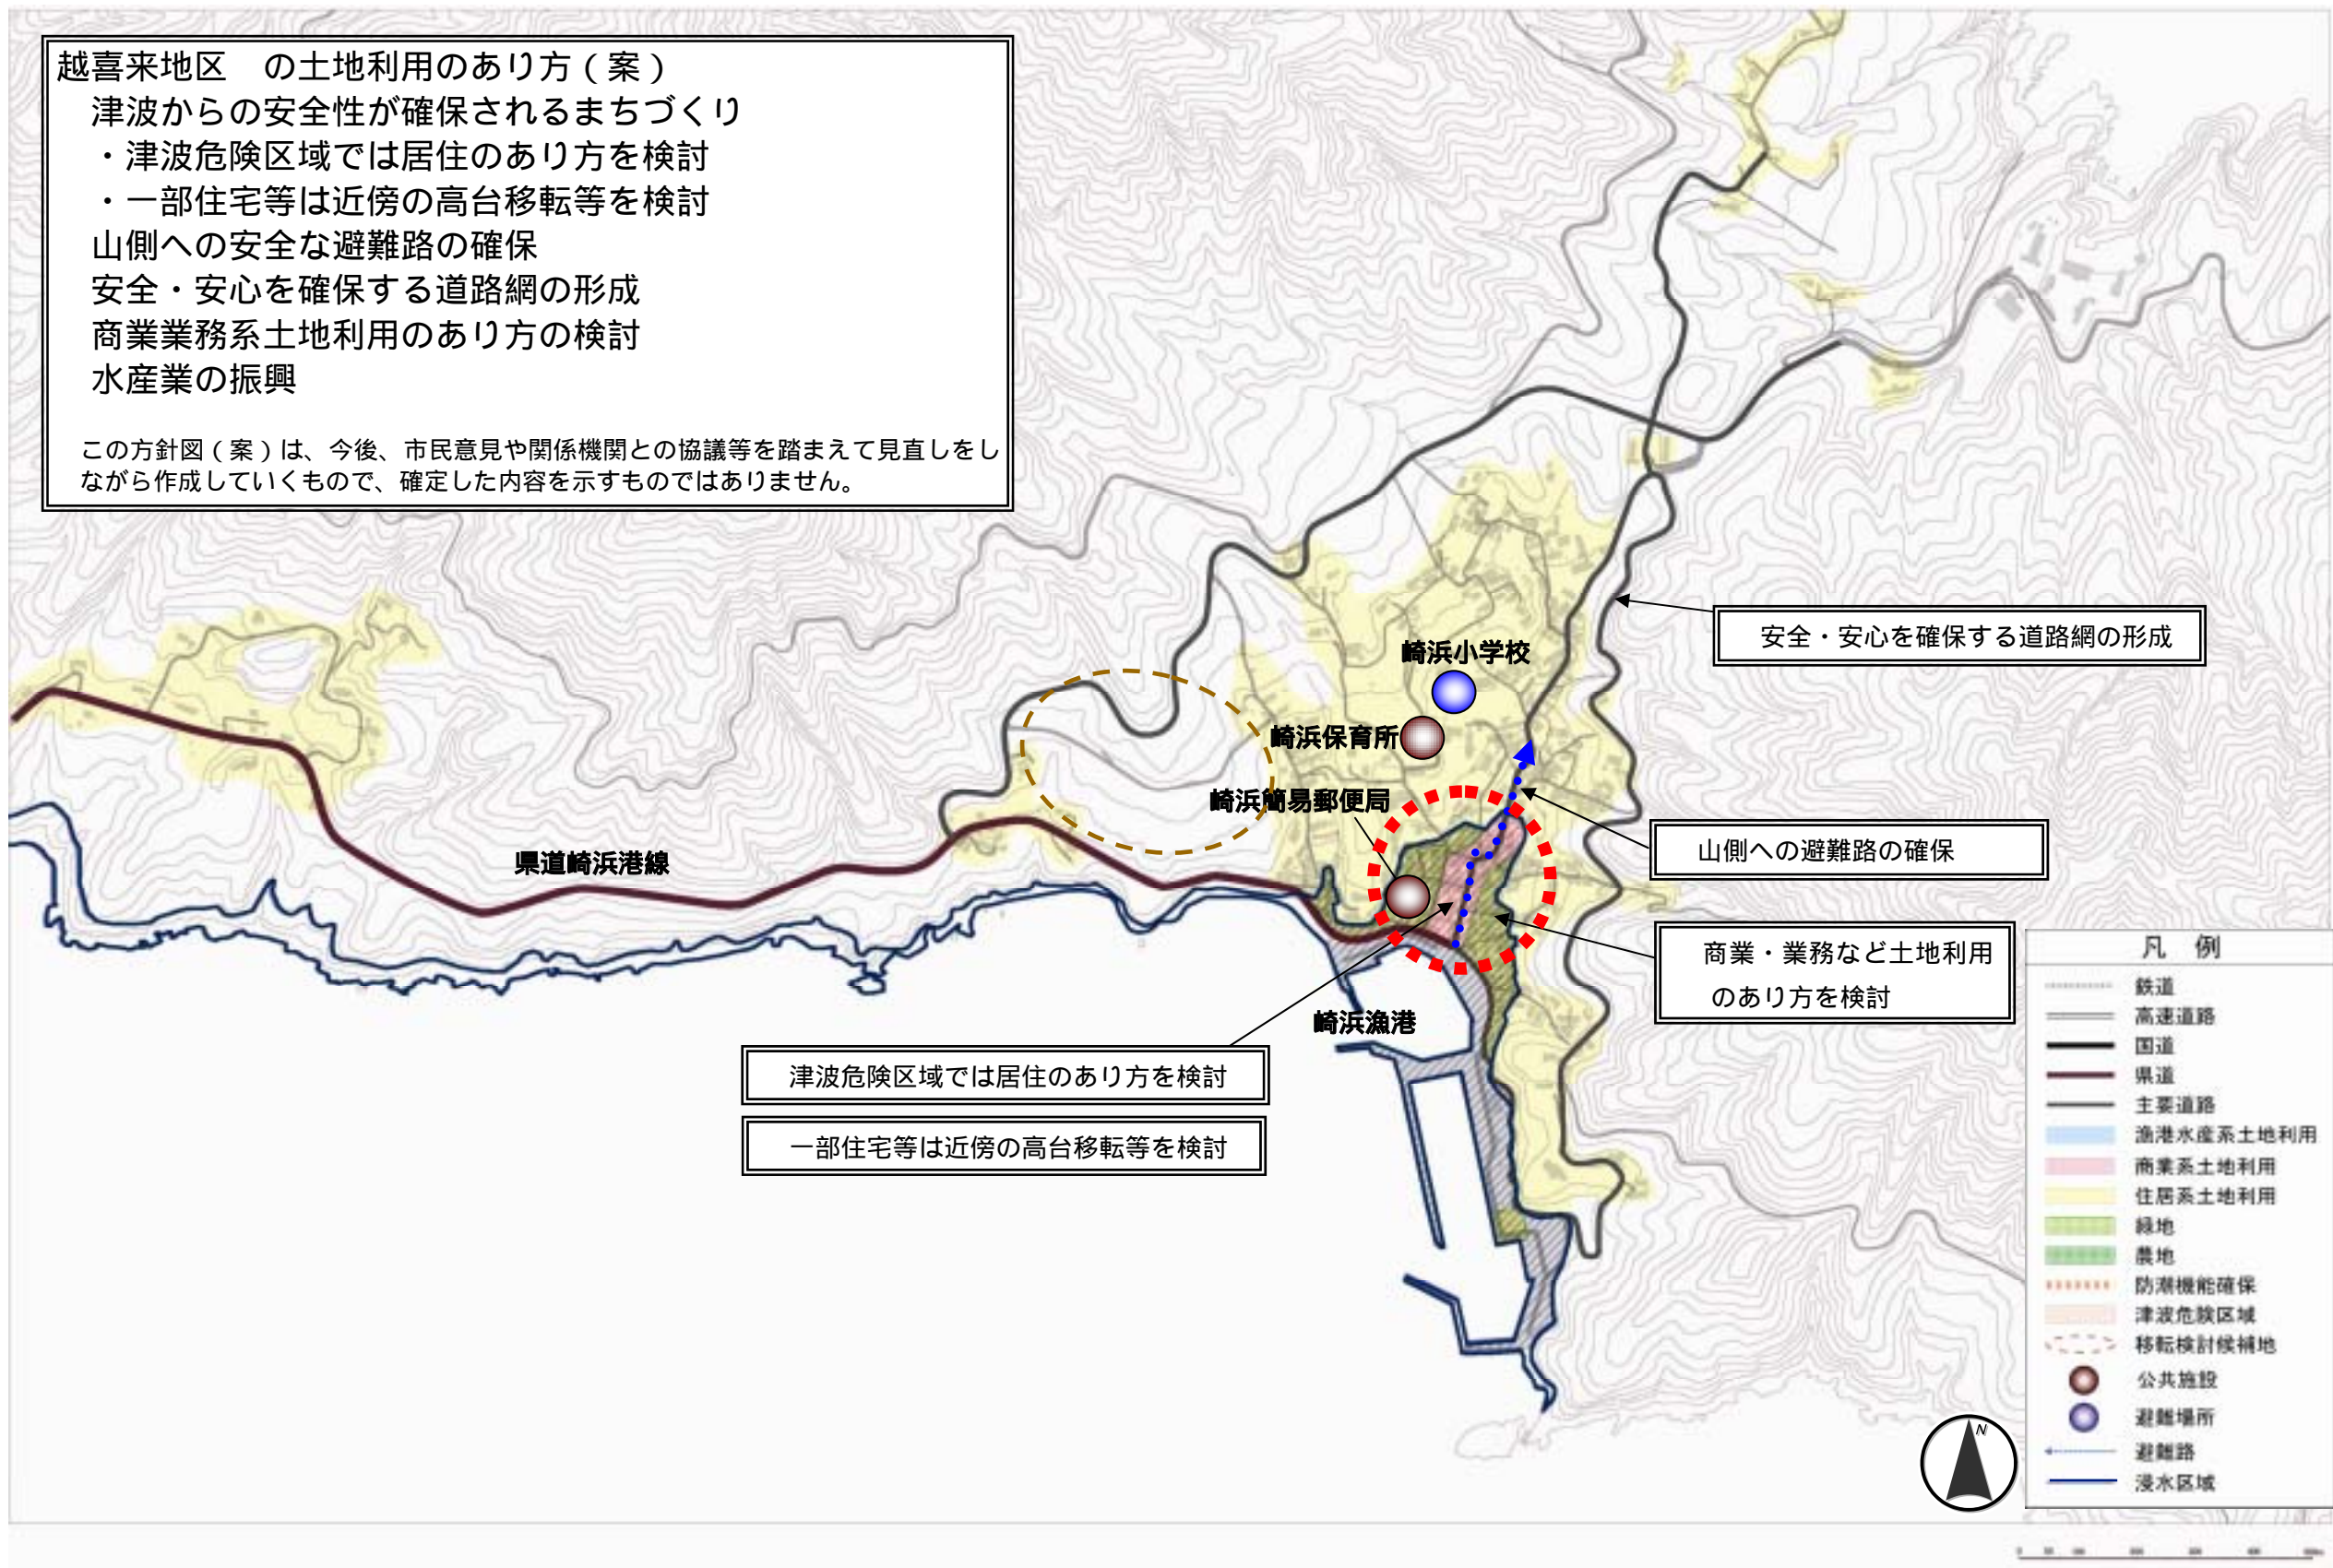 越喜来地区　の土地利用のあり方（案）
津波からの安全性が確保されるまちづくり
・津波危険区域では居住のあり方を検討
・一部住宅等は近傍の高台移転等を検討
山側への安全な避難路の確保
安全・安心を確保する道路網の形成
商業業務系土地利用のあり方の検討
水産業の振興
この方針図（案）は、今後、市民意見や関係機関との協議等を踏まえて見直しをし
ながら作成していくもので、確定した内容を示すものではありません。
安全・安心を確保する道路網の形成
崎浜小学校
崎浜保育所
崎浜簡易郵便局
県道崎浜港線
山側への避難路の確保
商業・業務など土地利用
のあり方を検討
崎浜漁港
津波危険区域では居住のあり方を検討
一部住宅等は近傍の高台移転等を検討
凡　例
鉄道
高速道路
国道
県道
主要道路
漁港水産系土地利用
商業系土地利用
住居系土地利用
緑地
農地
防潮機能確保
津波危険区域
移転検討候補地
公共施設
避難場所
避難路
浸水区域
N